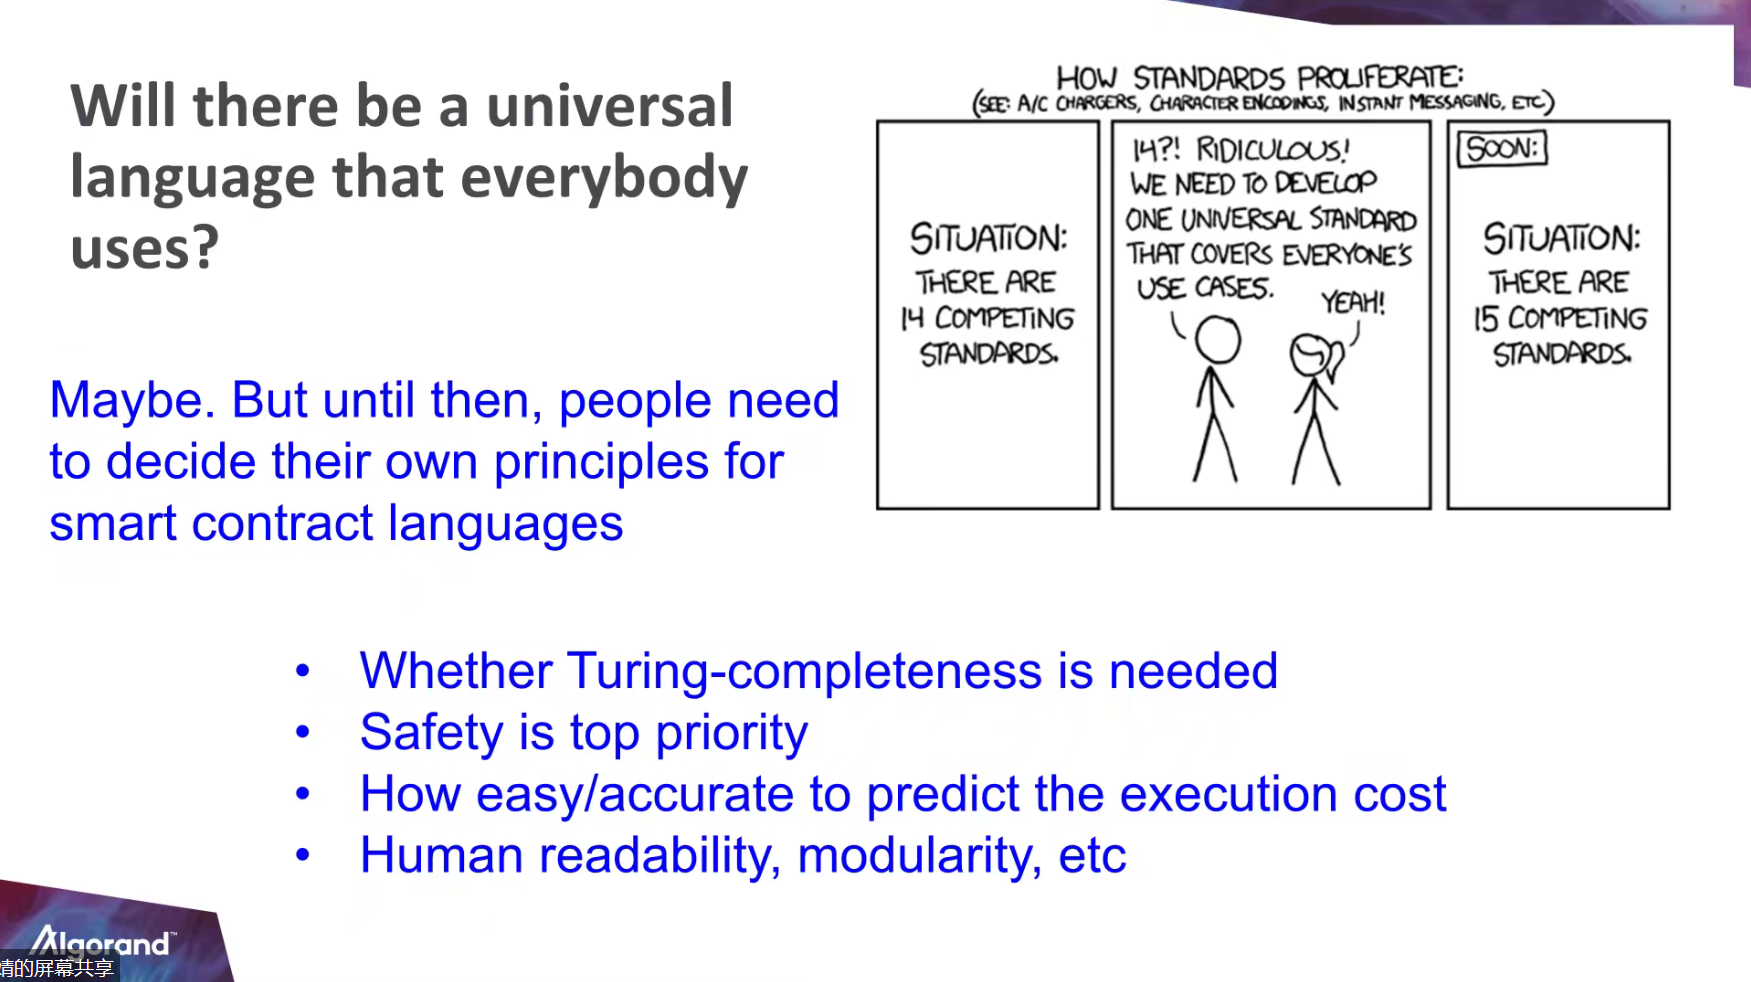 Will there be a universal
language that everybody
uses?
Maybe. But until then, people need
to decide their own principles for
smart contract languages
HOW STANDARDS PROLIFERATE:
(SEE: A/C CHARGERS, CHARACTER ENCODINGS, INSTANT MESSAGING, ETC.)
SITUATION:
THERE ARE
14 COMPETING
STANDARDS.
14?! RIDICULOUS!
WE NEED TO DEVELOP
ONE UNIVERSAL STANDARD
THAT COVERS EVERYONE'S
USE CASES.
YEAH!
SOON:
SITUATION:
THERE ARE
15 COMPETING
STANDARDS.
• Whether Turing-completeness is needed
• Safety is top priority
• How easy/accurate to predict the execution cost
• Human readability, modularity, etc
Algorand™
的屏幕共享